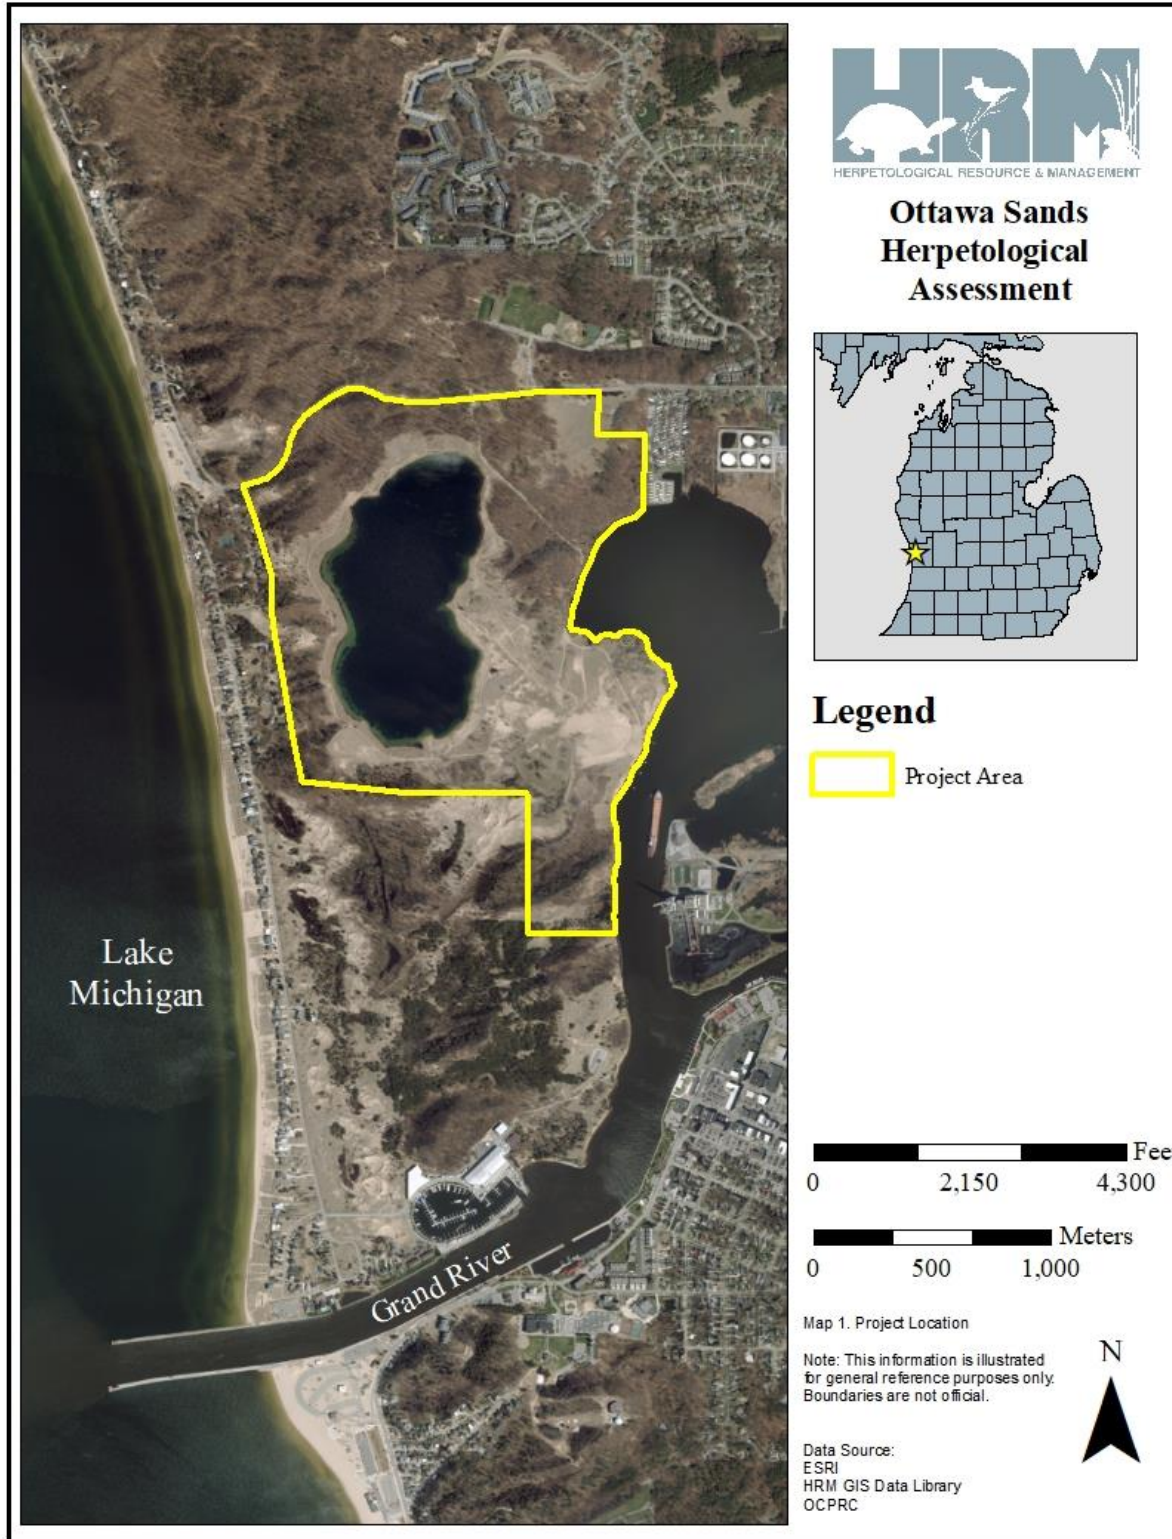 HRM
HERPETOLOGICAL RESOURCE & MANAGEMENT
Ottawa Sands
Herpetological
Assessment
Legend
Project Area
Lake
Michigan
Grand River
Fee
0 2,150 4,300
Meters
0 500 1,000
Map 1. Project Location
Note: This information is illustrated
for general reference purposes only.
Boundaries are not official.
N
Data Source:
ESRI
HRM GIS Data Library
OCPRC